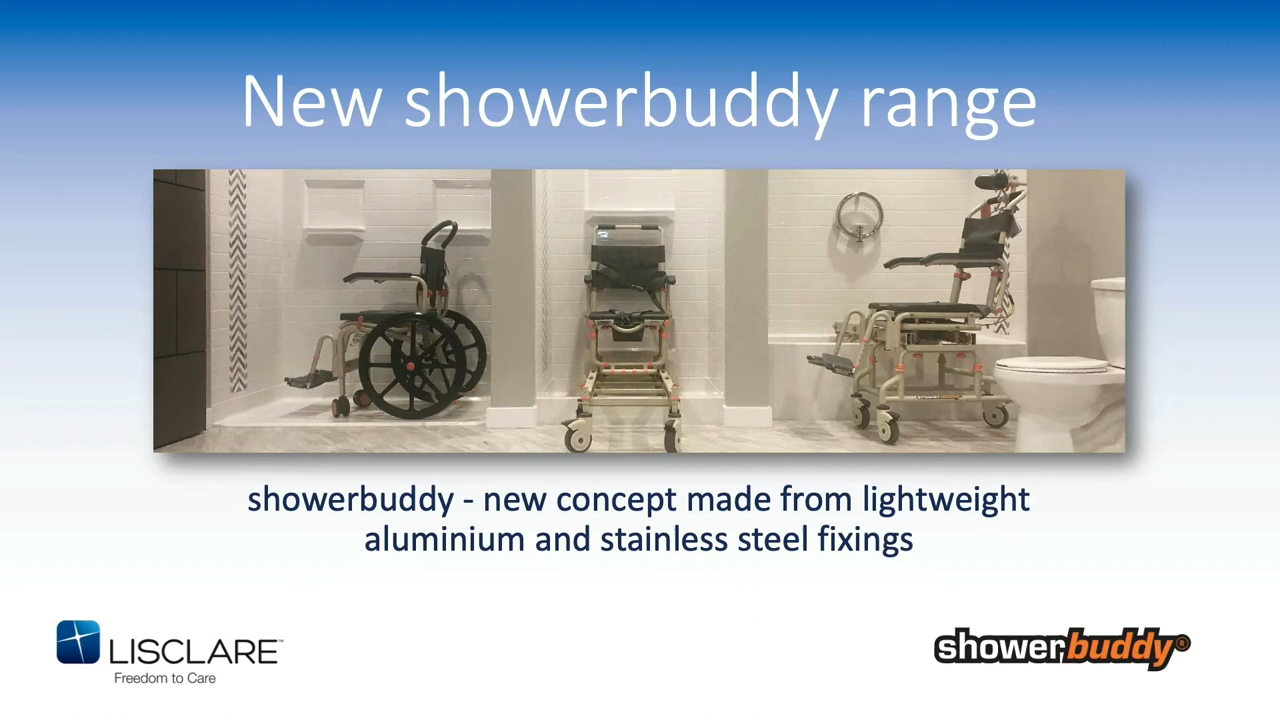 New showerbuddy range
showerbuddy - new concept made from lightweight
aluminium and stainless steel fixings
LISCLARE™
Freedom to Care
showerbuddy®